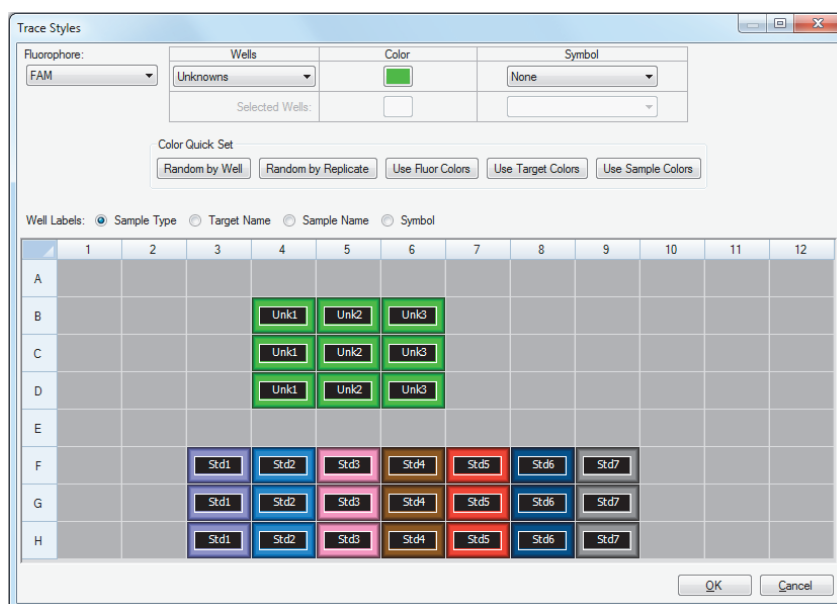 Trace Styles
Fluorophore:
Wells Color Symbol
FAM Unknowns None
Selected Wells:
Color Quick Set
Random by Well Random by Replicate Use Fluor Colors Use Target Colors Use Sample Colors
Well Labels: Sample Type Target Name Sample Name Symbol
1 2 3 4 5 6 7 8 9 10 11 12
A
B Unk1 Unk2 Unk3
C Unk1 Unk2 Unk3
D Unk1 Unk2 Unk3
E
F Std1 Std2 Std3 Std4 Std5 Std6 Std7
G Std1 Std2 Std3 Std4 Std5 Std6 Std7
H Std1 Std2 Std3 Std4 Std5 Std6 Std7
OK Cancel